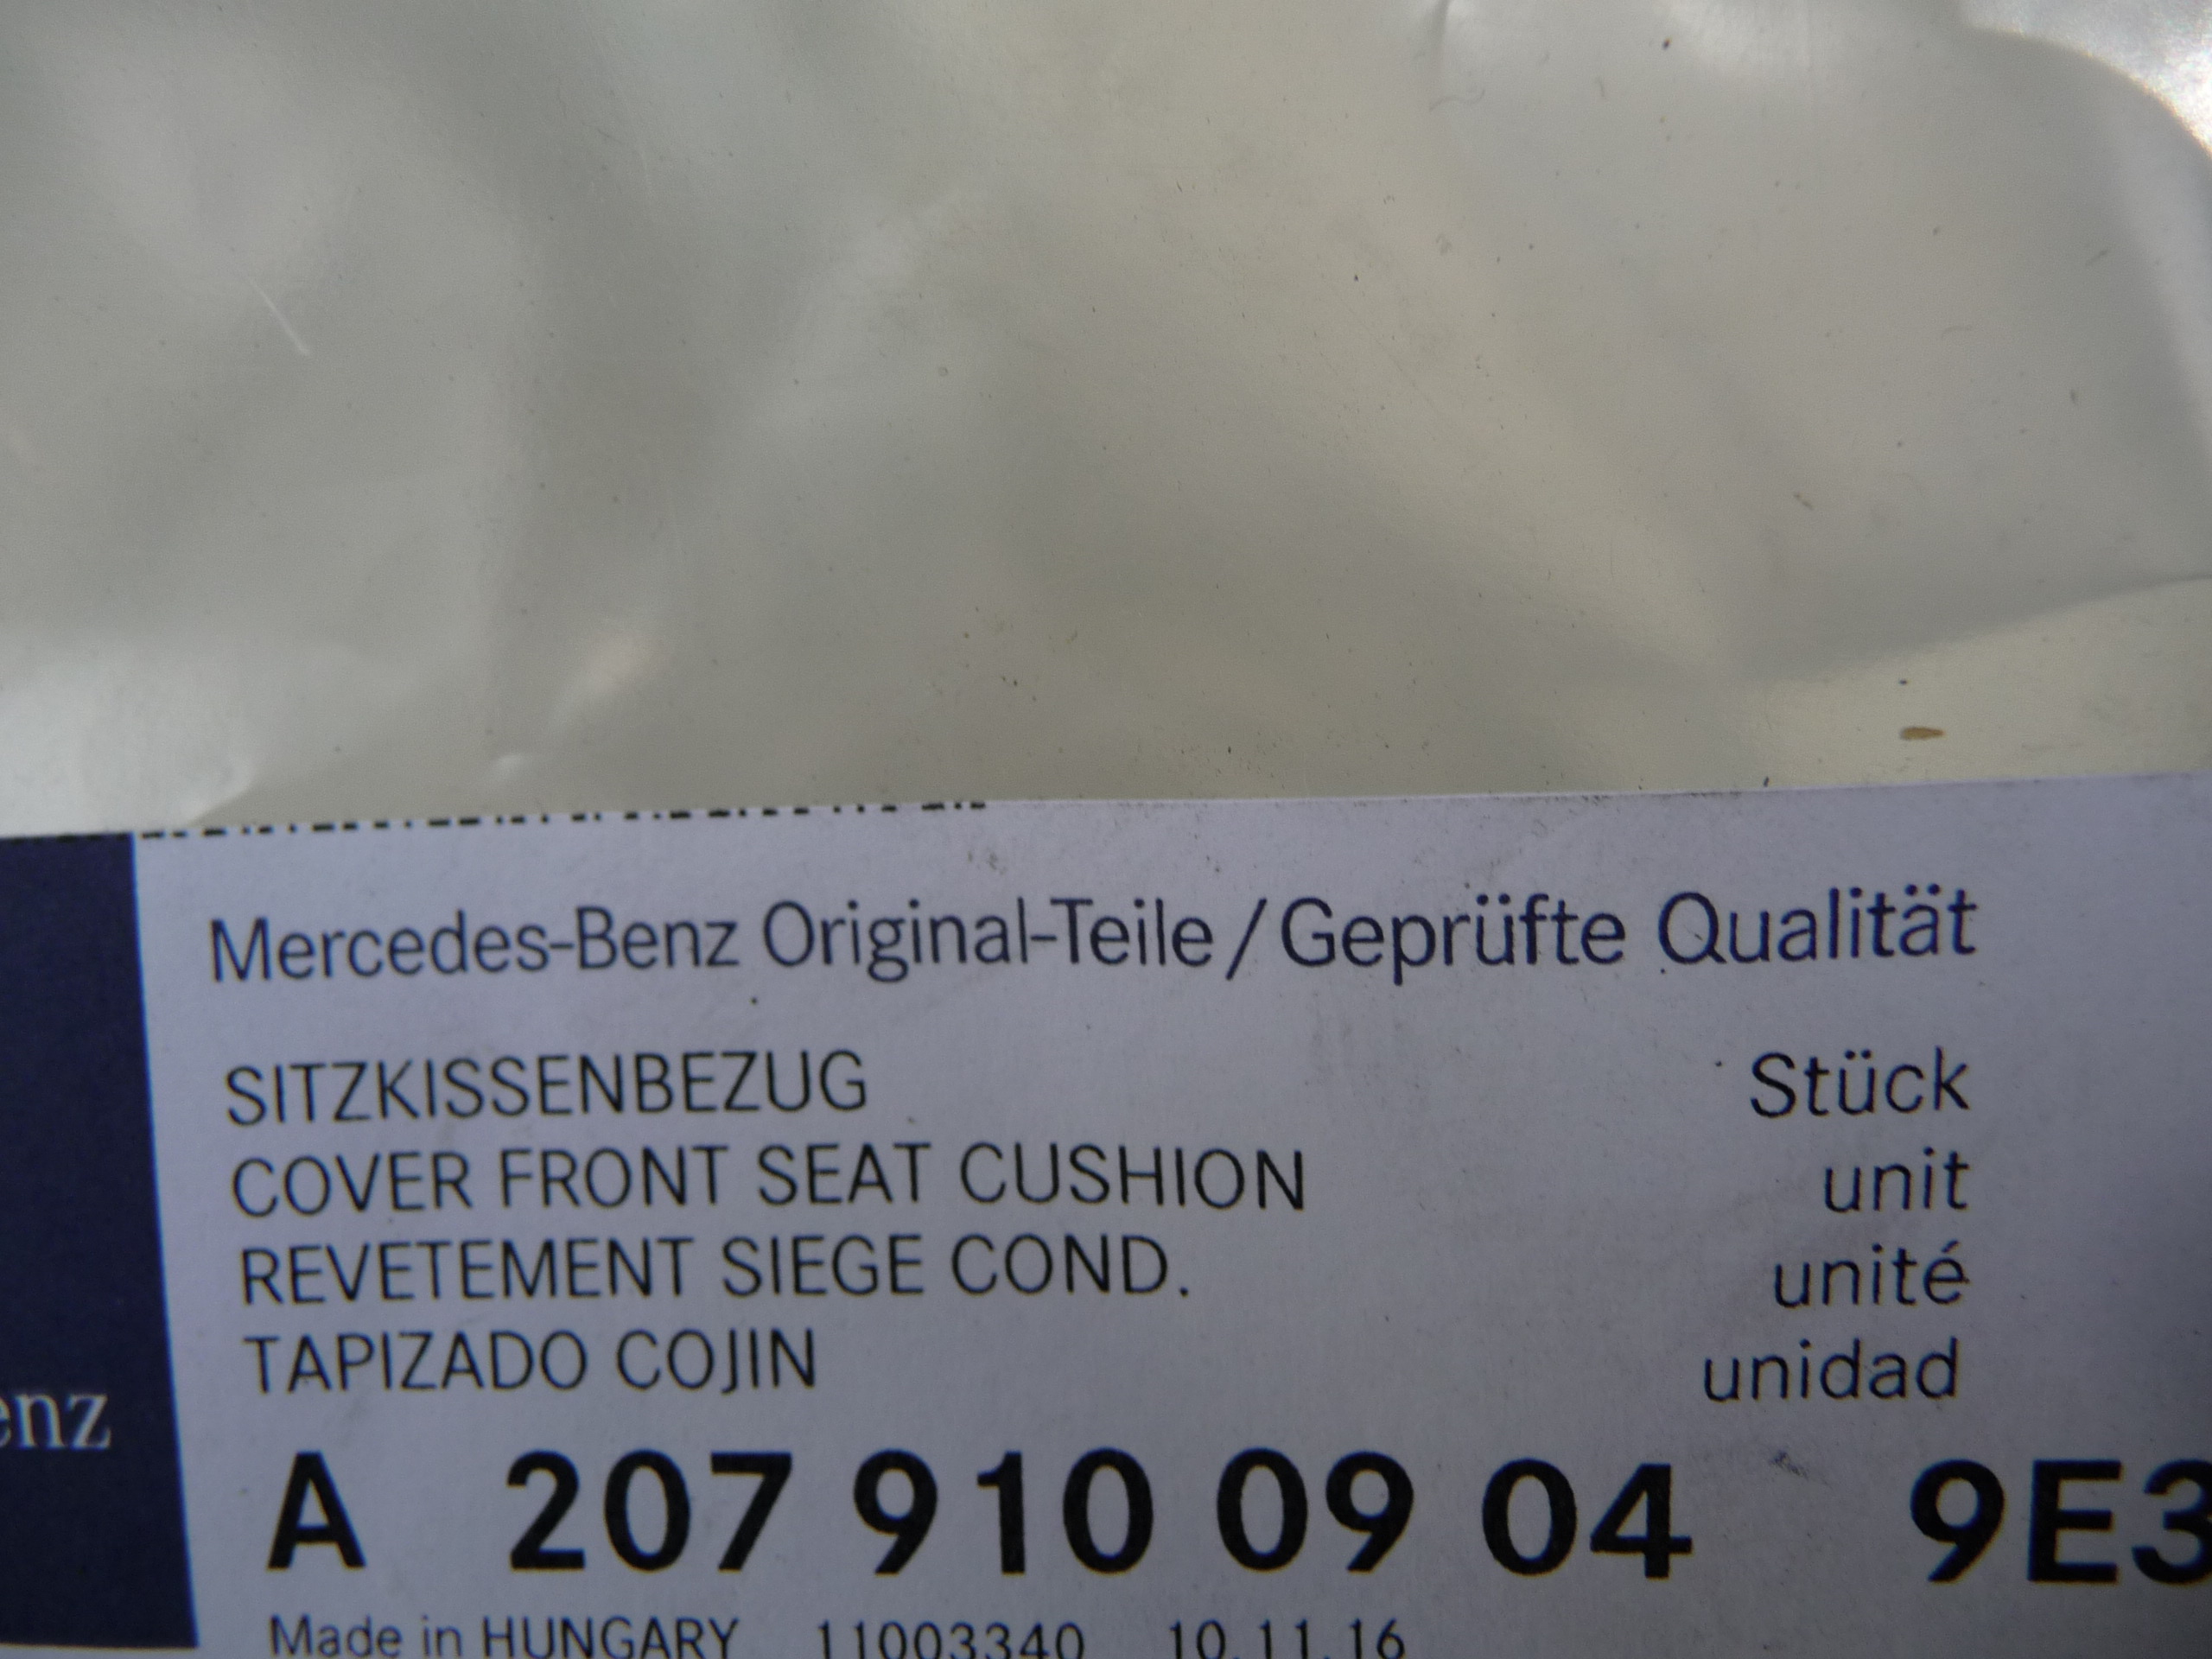 Mercedes-Benz Original-Teile / Geprüfte Qualität
SITZKISSENBEZUG Stück
COVER FRONT SEAT CUSHION unit
REVETEMENT SIEGE COND. unité
TAPIZADO COJIN unidad
enz
A 207 910 09 04 9E3
Made in HUNGARY 11003340 10.11.16